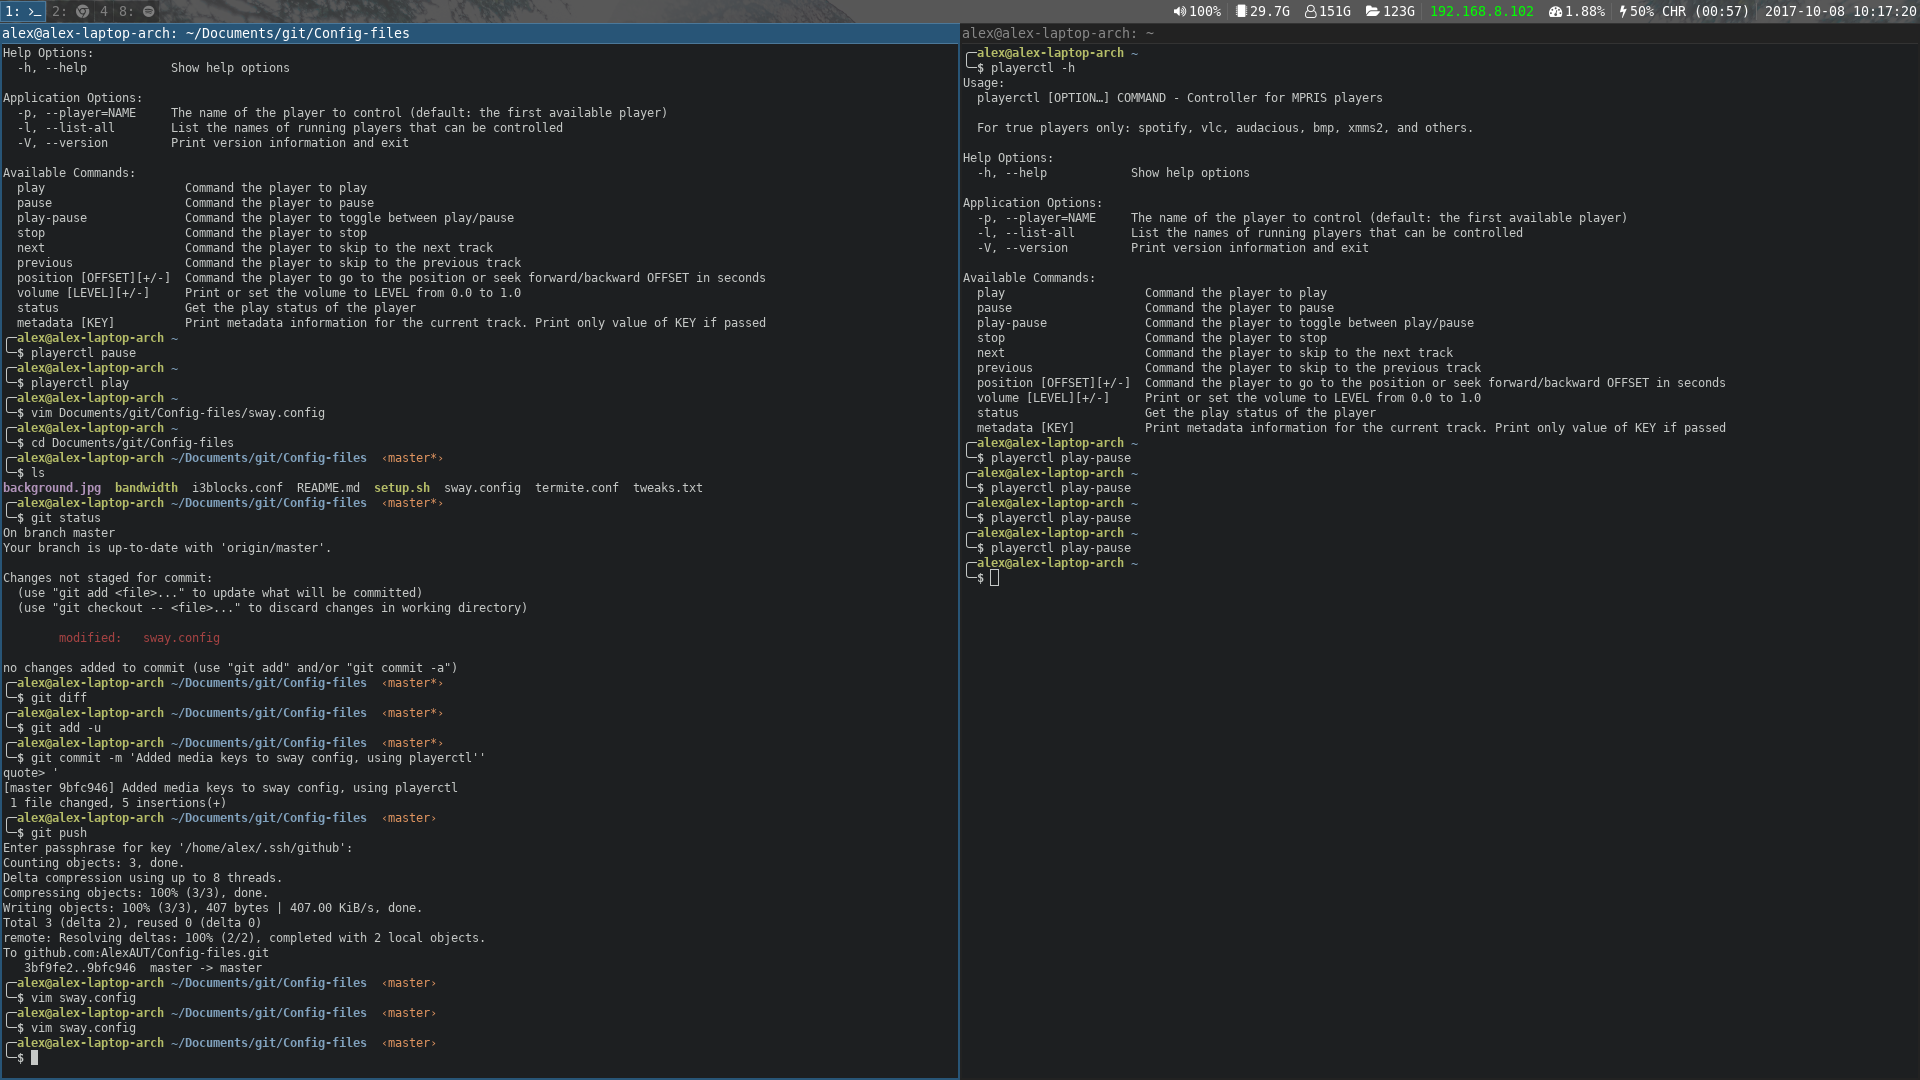 1: >_ 2: 4 8: 100% 29.7G 151G 123G 192.168.8.102 1.88% 50% CHR (00:57) 2017-10-08 10:17:20
alex@alex-laptop-arch: ~/Documents/git/Config-files
Help Options:
  -h, --help            Show help options

Application Options:
  -p, --player=NAME     The name of the player to control (default: the first available player)
  -l, --list-all        List the names of running players that can be controlled
  -V, --version         Print version information and exit

Available Commands:
  play                    Command the player to play
  pause                   Command the player to pause
  play-pause              Command the player to toggle between play/pause
  stop                    Command the player to stop
  next                    Command the player to skip to the next track
  previous                Command the player to skip to the previous track
  position [OFFSET][+/-]  Command the player to go to the position or seek forward/backward OFFSET in seconds
  volume [LEVEL][+/-]     Print or set the volume to LEVEL from 0.0 to 1.0
  status                  Get the play status of the player
  metadata [KEY]          Print metadata information for the current track. Print only value of KEY if passed
╭─alex@alex-laptop-arch ~
╰─$ playerctl pause
╭─alex@alex-laptop-arch ~
╰─$ playerctl play
╭─alex@alex-laptop-arch ~
╰─$ vim Documents/git/Config-files/sway.config
╭─alex@alex-laptop-arch ~
╰─$ cd Documents/git/Config-files
╭─alex@alex-laptop-arch ~/Documents/git/Config-files  ‹master*›
╰─$ ls
background.jpg  bandwidth  i3blocks.conf  README.md  setup.sh  sway.config  termite.conf  tweaks.txt
╭─alex@alex-laptop-arch ~/Documents/git/Config-files  ‹master*›
╰─$ git status
On branch master
Your branch is up-to-date with 'origin/master'.

Changes not staged for commit:
  (use "git add <file>..." to update what will be committed)
  (use "git checkout -- <file>..." to discard changes in working directory)

        modified:   sway.config

no changes added to commit (use "git add" and/or "git commit -a")
╭─alex@alex-laptop-arch ~/Documents/git/Config-files  ‹master*›
╰─$ git diff
╭─alex@alex-laptop-arch ~/Documents/git/Config-files  ‹master*›
╰─$ git add -u
╭─alex@alex-laptop-arch ~/Documents/git/Config-files  ‹master*›
╰─$ git commit -m 'Added media keys to sway config, using playerctl''
quote> '
[master 9bfc946] Added media keys to sway config, using playerctl
 1 file changed, 5 insertions(+)
╭─alex@alex-laptop-arch ~/Documents/git/Config-files  ‹master›
╰─$ git push
Enter passphrase for key '/home/alex/.ssh/github':
Counting objects: 3, done.
Delta compression using up to 8 threads.
Compressing objects: 100% (3/3), done.
Writing objects: 100% (3/3), 407 bytes | 407.00 KiB/s, done.
Total 3 (delta 2), reused 0 (delta 0)
remote: Resolving deltas: 100% (2/2), completed with 2 local objects.
To github.com:AlexAUT/Config-files.git
   3bf9fe2..9bfc946  master -> master
╭─alex@alex-laptop-arch ~/Documents/git/Config-files  ‹master›
╰─$ vim sway.config
╭─alex@alex-laptop-arch ~/Documents/git/Config-files  ‹master›
╰─$ vim sway.config
╭─alex@alex-laptop-arch ~/Documents/git/Config-files  ‹master›
╰─$
alex@alex-laptop-arch: ~
╭─alex@alex-laptop-arch ~
╰─$ playerctl -h
Usage:
  playerctl [OPTION…] COMMAND - Controller for MPRIS players

  For true players only: spotify, vlc, audacious, bmp, xmms2, and others.

Help Options:
  -h, --help            Show help options

Application Options:
  -p, --player=NAME     The name of the player to control (default: the first available player)
  -l, --list-all        List the names of running players that can be controlled
  -V, --version         Print version information and exit

Available Commands:
  play                    Command the player to play
  pause                   Command the player to pause
  play-pause              Command the player to toggle between play/pause
  stop                    Command the player to stop
  next                    Command the player to skip to the next track
  previous                Command the player to skip to the previous track
  position [OFFSET][+/-]  Command the player to go to the position or seek forward/backward OFFSET in seconds
  volume [LEVEL][+/-]     Print or set the volume to LEVEL from 0.0 to 1.0
  status                  Get the play status of the player
  metadata [KEY]          Print metadata information for the current track. Print only value of KEY if passed
╭─alex@alex-laptop-arch ~
╰─$ playerctl play-pause
╭─alex@alex-laptop-arch ~
╰─$ playerctl play-pause
╭─alex@alex-laptop-arch ~
╰─$ playerctl play-pause
╭─alex@alex-laptop-arch ~
╰─$ playerctl play-pause
╭─alex@alex-laptop-arch ~
╰─$